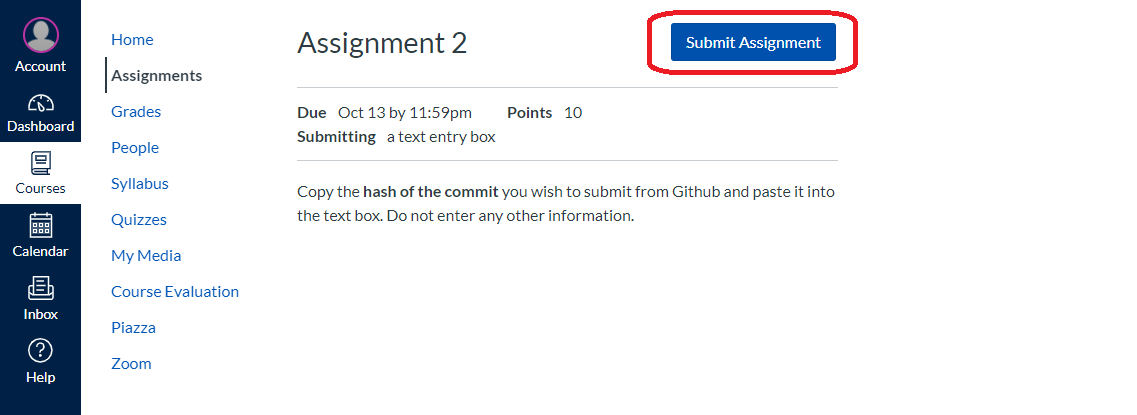 Account
Dashboard
Courses
Calendar
Inbox
Help
Home
Assignments
Grades
People
Syllabus
Quizzes
My Media
Course Evaluation
Piazza
Zoom
Assignment 2
Submit Assignment
Due Oct 13 by 11:59pm Points 10
Submitting a text entry box
Copy the hash of the commit you wish to submit from Github and paste it into
the text box. Do not enter any other information.